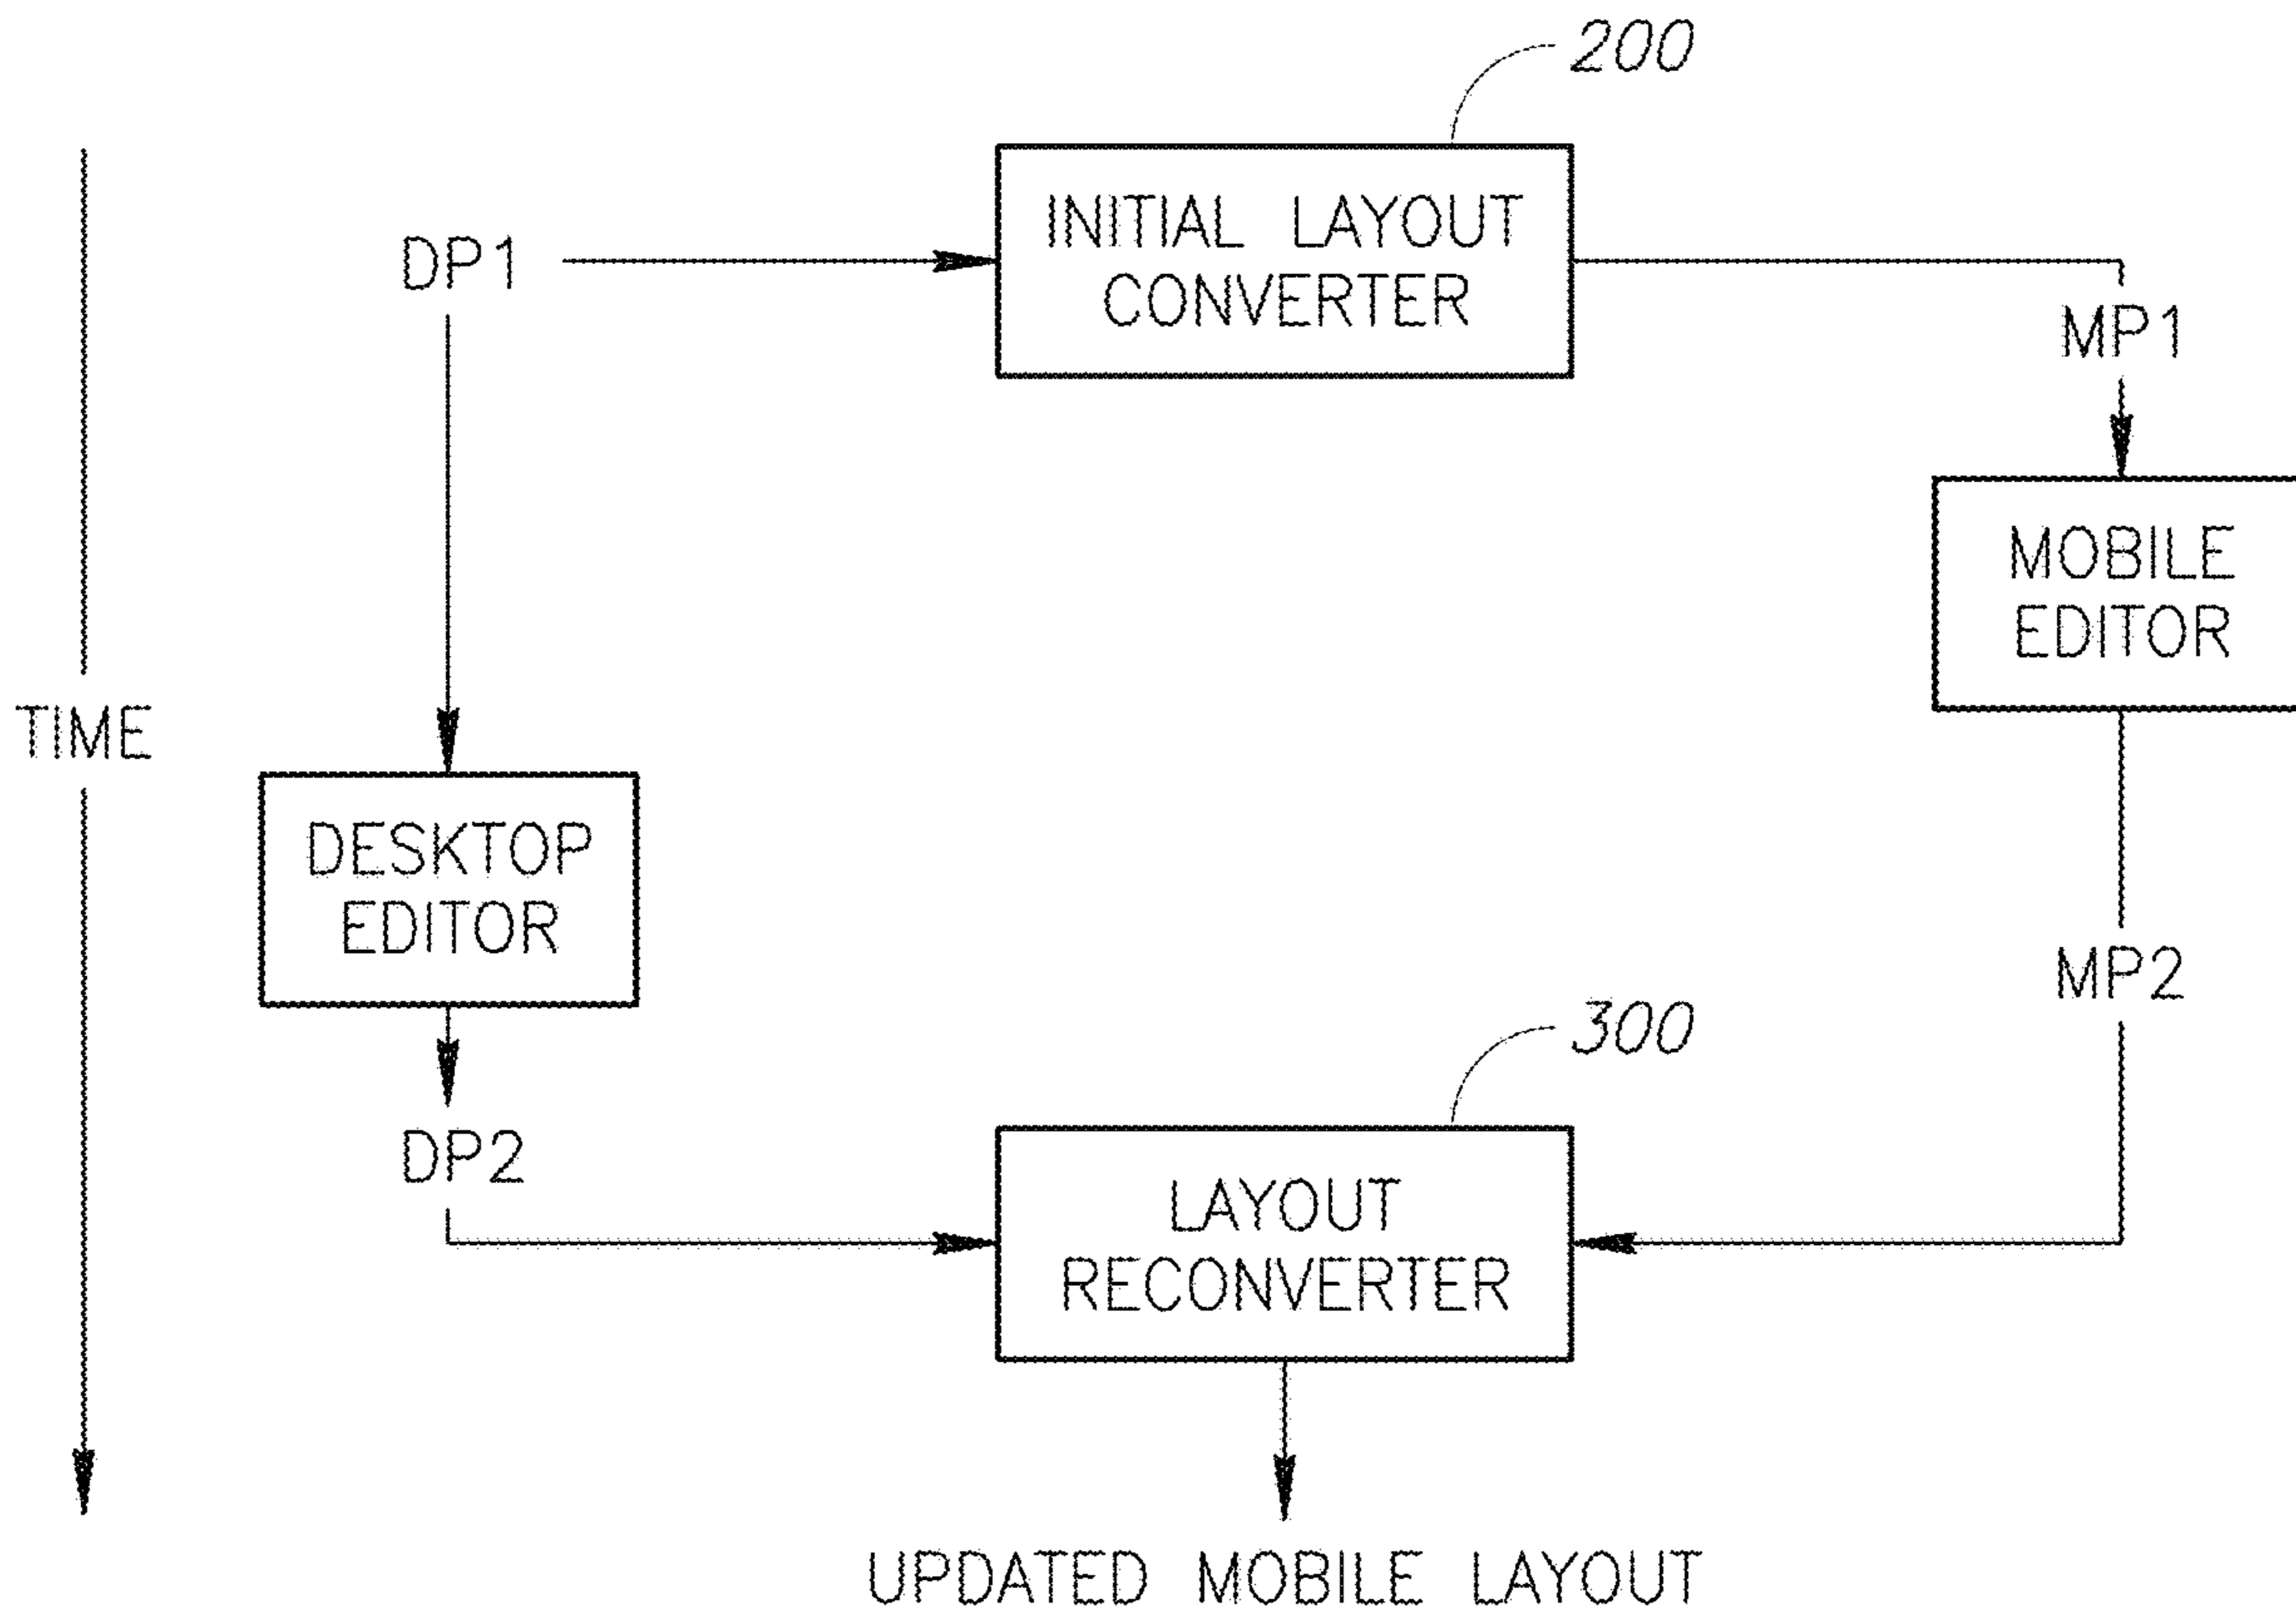 200
INITIAL LAYOUT
CONVERTER
DP1
MP1
MOBILE
EDITOR
TIME
DESKTOP
EDITOR
MP2
300
DP2
LAYOUT
RECONVERTER
UPDATED MOBILE LAYOUT